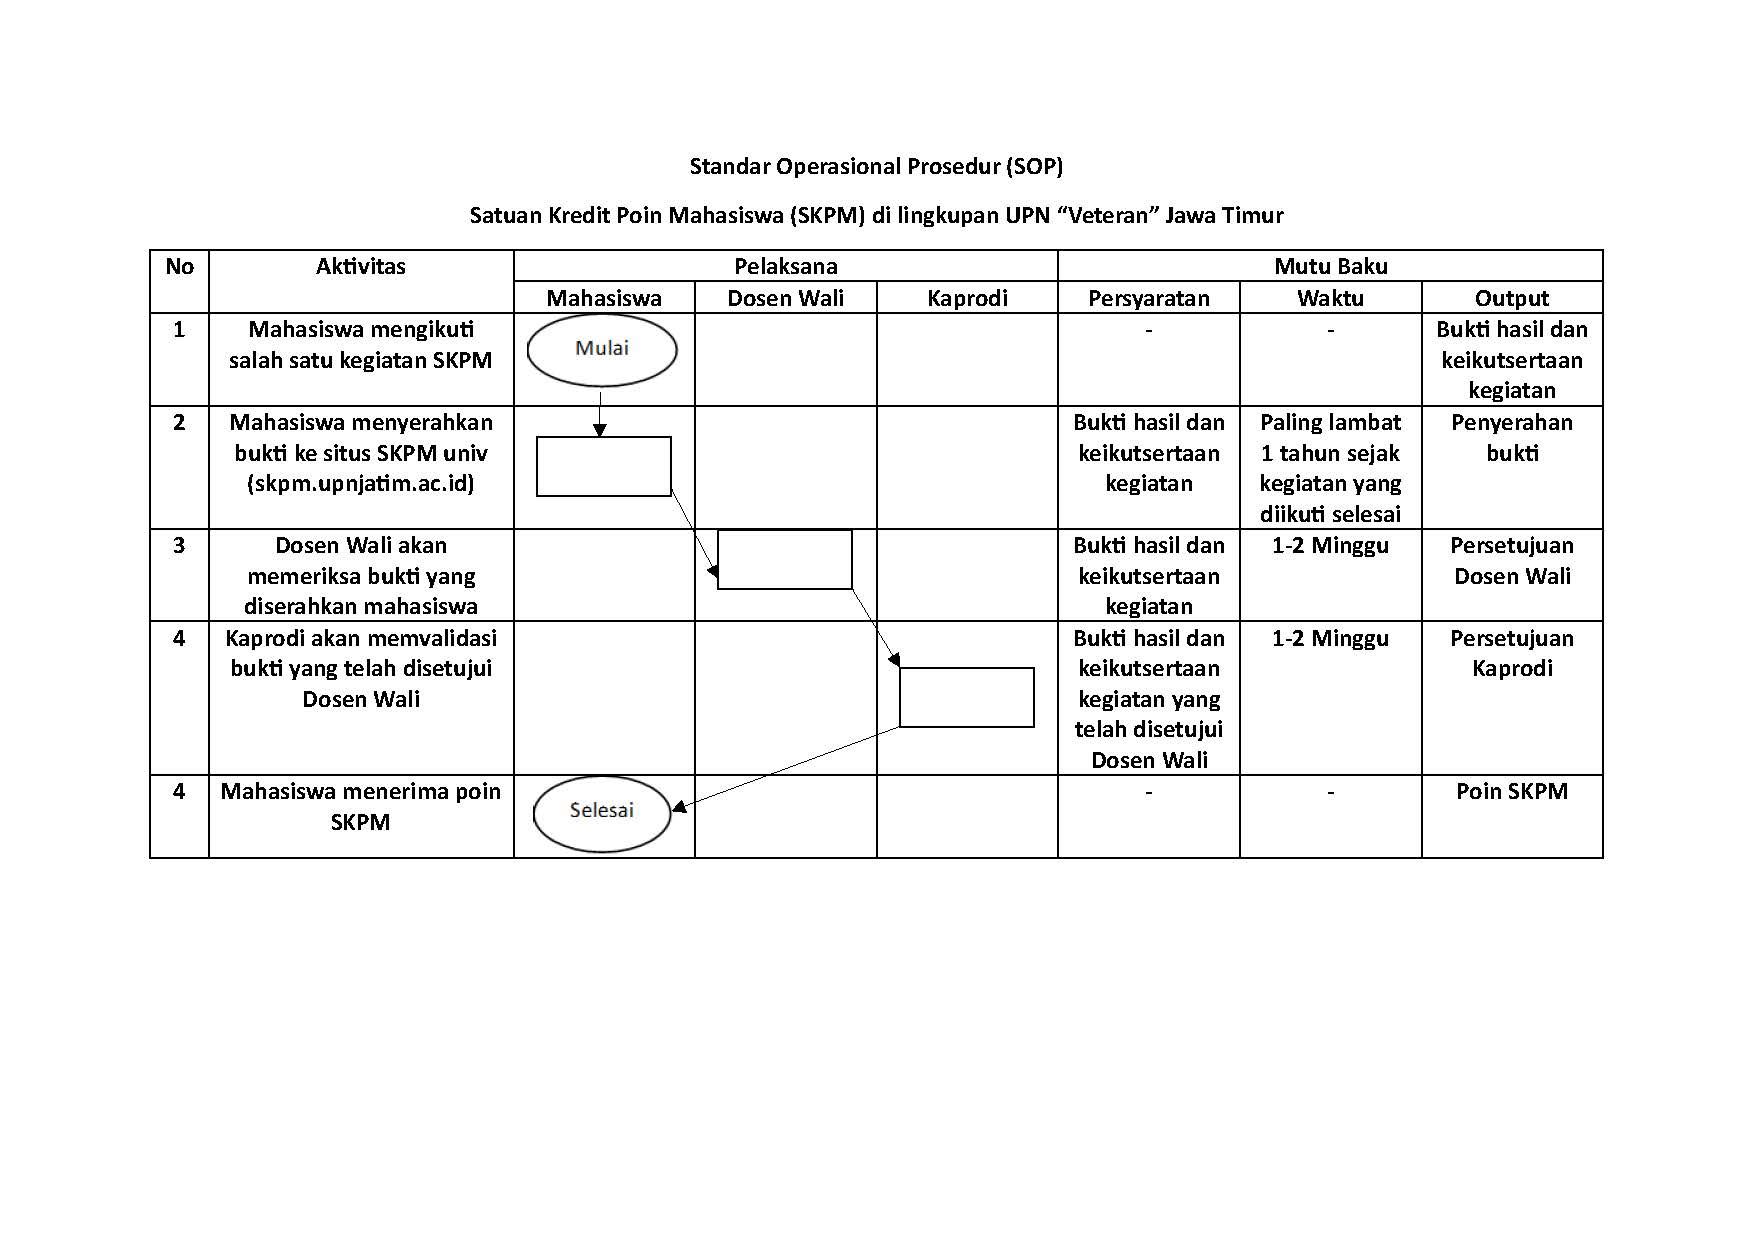 Standar Operasional Prosedur (SOP)
Satuan Kredit Poin Mahasiswa (SKPM) di lingkupan UPN “Veteran” Jawa Timur
No
Aktivitas
Pelaksana
Mutu Baku
Mahasiswa
Dosen Wali
Kaprodi
Persyaratan
Waktu
Output
1
Mahasiswa mengikuti
salah satu kegiatan SKPM
Mulai
-
-
Bukti hasil dan
keikutsertaan
kegiatan
2
Mahasiswa menyerahkan
bukti ke situs SKPM univ
(skpm.upnjatim.ac.id)
Bukti hasil dan
keikutsertaan
kegiatan
Paling lambat
1 tahun sejak
kegiatan yang
diikuti selesai
Penyerahan
bukti
3
Dosen Wali akan
memeriksa bukti yang
diserahkan mahasiswa
Bukti hasil dan
keikutsertaan
kegiatan
1-2 Minggu
Persetujuan
Dosen Wali
4
Kaprodi akan memvalidasi
bukti yang telah disetujui
Dosen Wali
Bukti hasil dan
keikutsertaan
kegiatan yang
telah disetujui
Dosen Wali
1-2 Minggu
Persetujuan
Kaprodi
4
Mahasiswa menerima poin
SKPM
Selesai
-
-
Poin SKPM